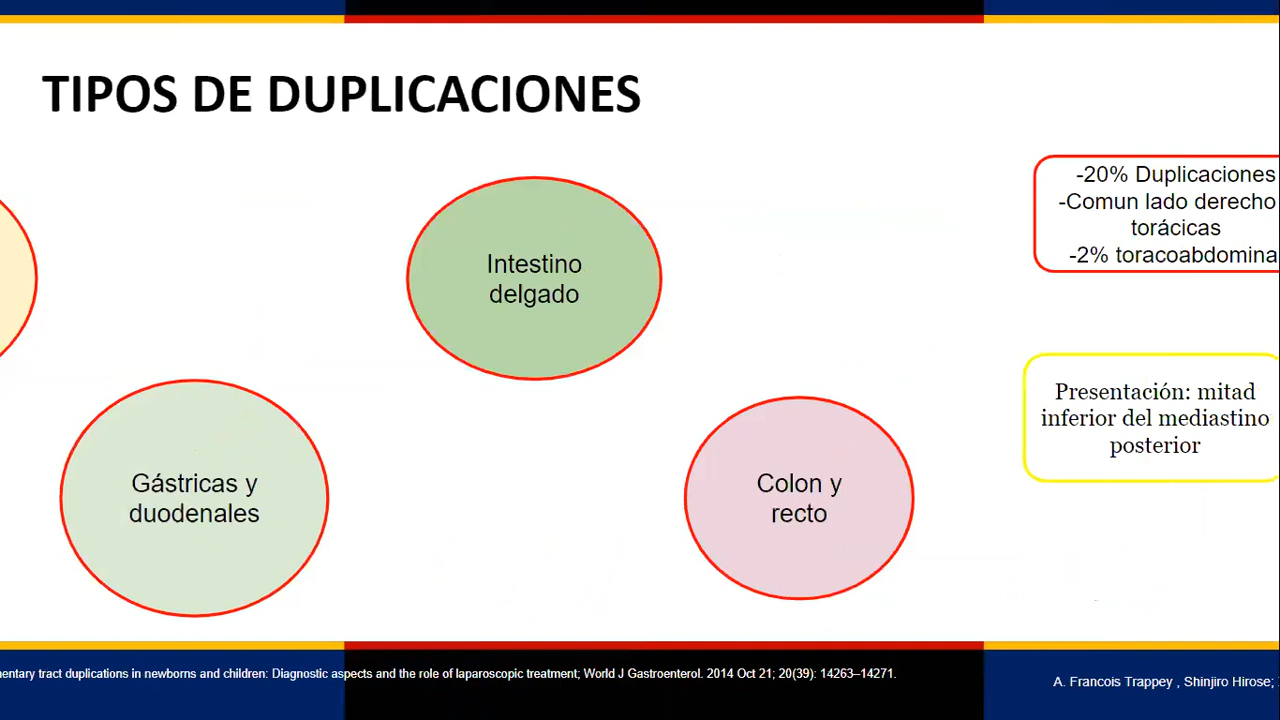 TIPOS DE DUPLICACIONES
-20% Duplicaciones
-Comun lado derecho
torácicas
-2% toracoabdomina
Intestino
delgado
Presentación: mitad
inferior del mediastino
posterior
Gástricas y
duodenales
Colon y
recto
mentary tract duplications in newborns and children: Diagnostic aspects and the role of laparoscopic treatment; World J Gastroenterol. 2014 Oct 21; 20(39): 14263–14271.
A. Francois Trappey , Shinjiro Hirose;